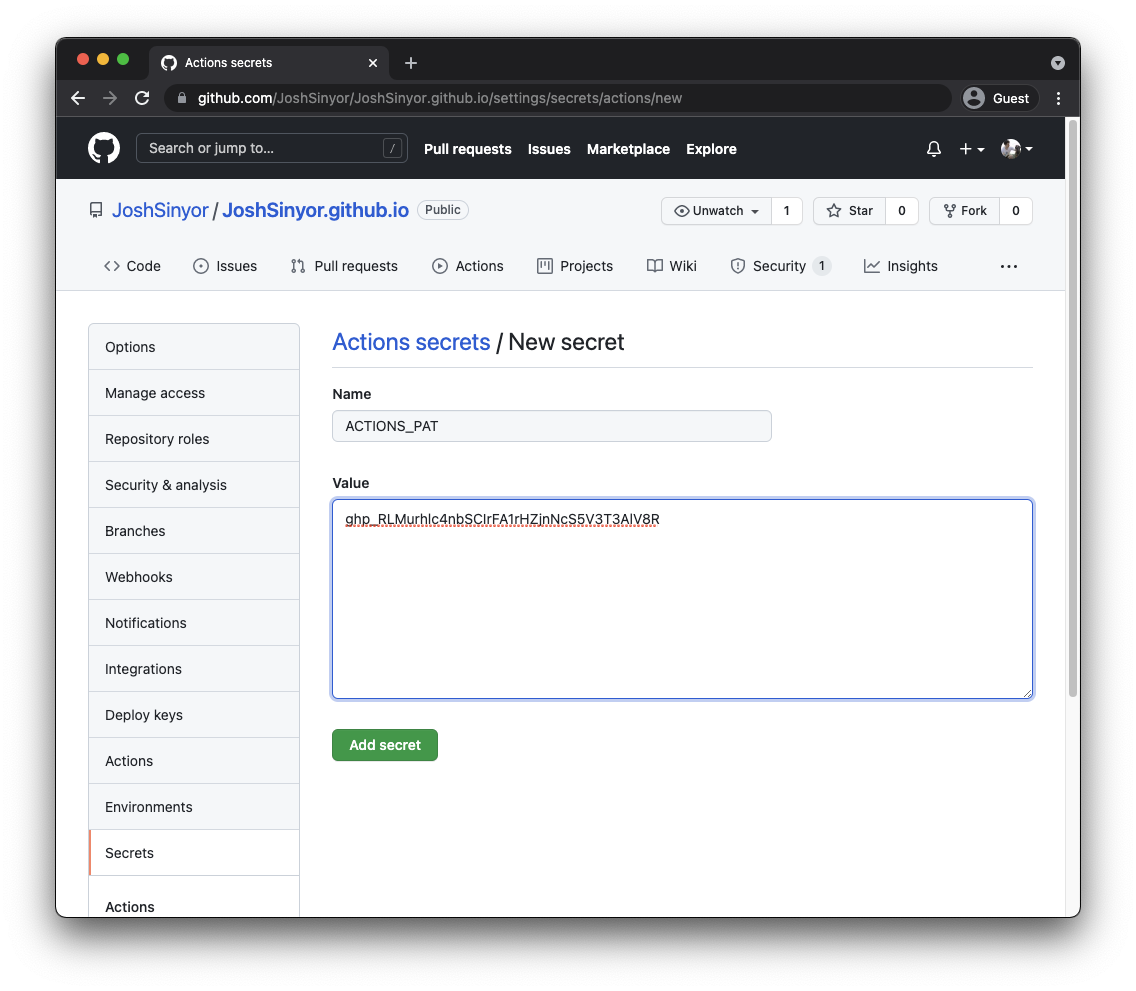 Actions secrets
github.com/JoshSinyor/JoshSinyor.github.io/settings/secrets/actions/new
Guest
Search or jump to...
/
Pull requests Issues Marketplace Explore
JoshSinyor / JoshSinyor.github.io Public
Unwatch 1 Star 0 Fork 0
Code Issues Pull requests Actions Projects Wiki Security 1 Insights
Options
Manage access
Repository roles
Security & analysis
Branches
Webhooks
Notifications
Integrations
Deploy keys
Actions
Environments
Secrets
Actions
Actions secrets / New secret
Name
ACTIONS_PAT
Value
Add secret